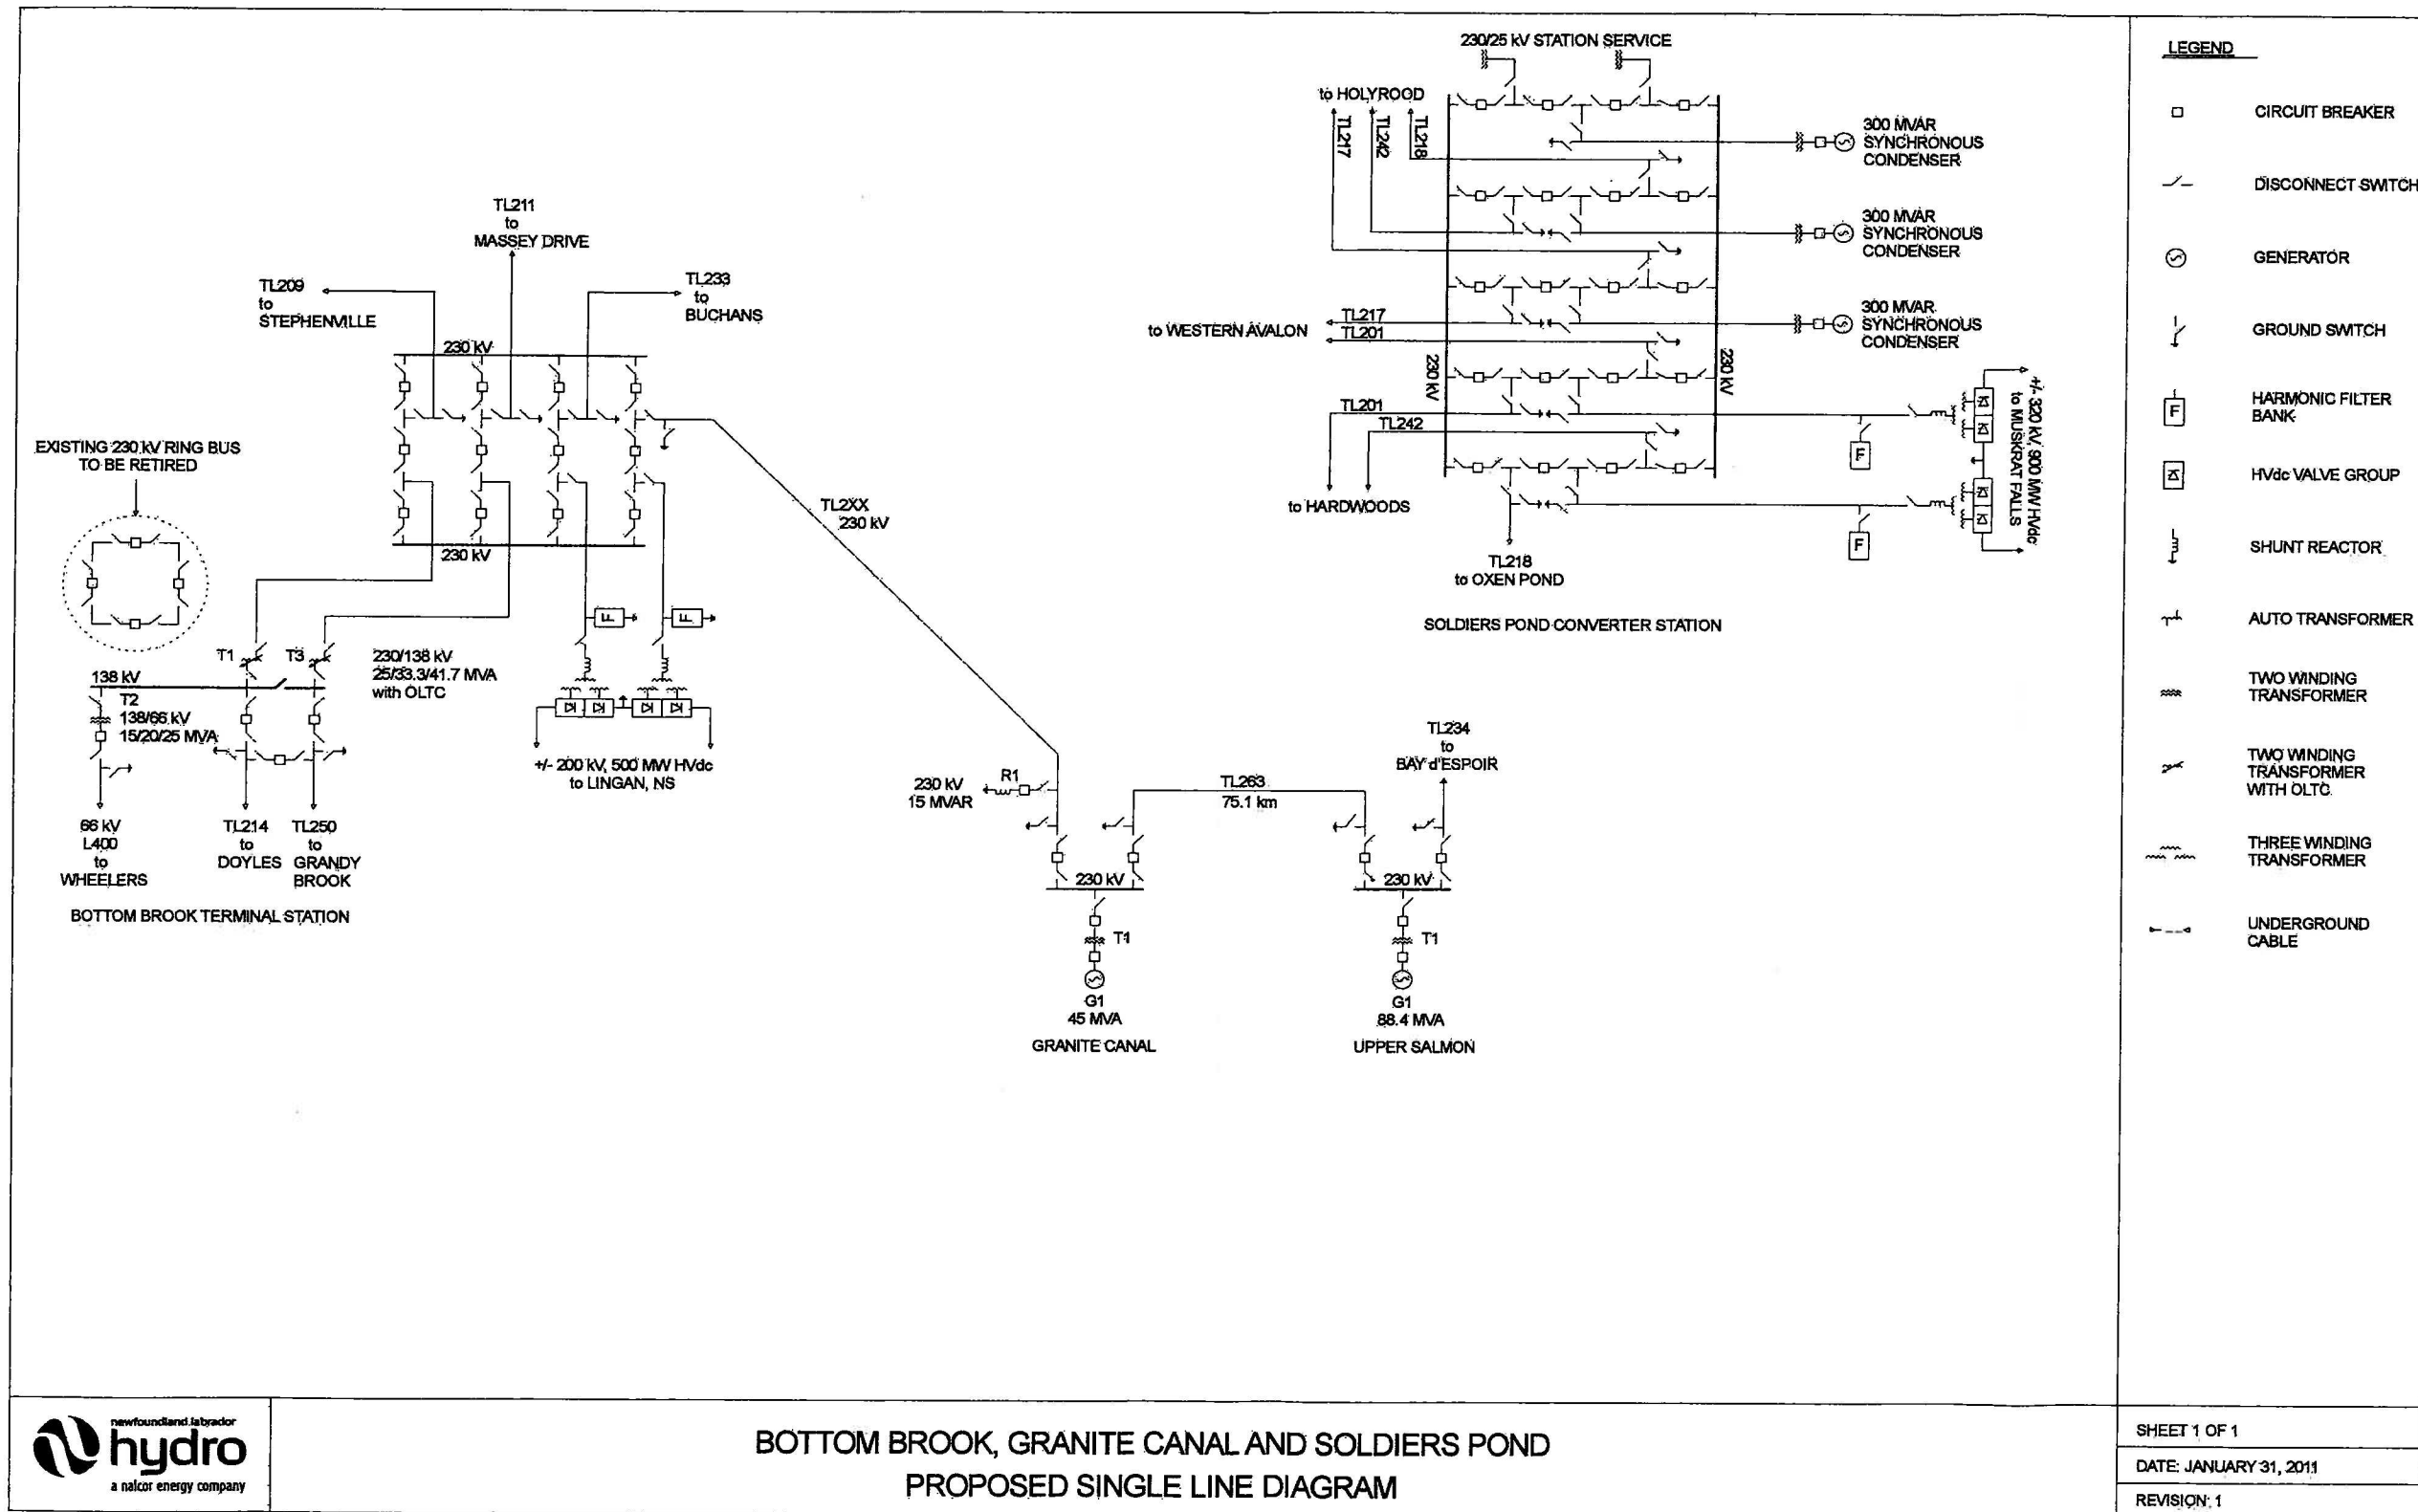 230/25 kV STATION SERVICE
to HOLYROOD
TL217
TL242
TL218
300 MVAR
SYNCHRONOUS
CONDENSER
300 MVAR
SYNCHRONOUS
CONDENSER
300 MVAR
SYNCHRONOUS
CONDENSER
to WESTERN AVALON
TL217
TL201
230 kV
230 kV
TL201
TL242
to HARDWOODS
TL218
to OXEN POND
F
F
+/- 320 kV, 900 MW HVdc
to MUSKRAT FALLS
SOLDIERS POND CONVERTER STATION
TL211
to
MASSEY DRIVE
TL209
to
STEPHENVILLE
TL233
to
BUCHANS
230 kV
230 kV
EXISTING 230 kV RING BUS
TO BE RETIRED
TL2XX
230 kV
T1
T3
230/138 kV
25/33.3/41.7 MVA
with OLTC
138 kV
T2
138/66 kV
15/20/25 MVA
F
F
+/- 200 kV, 500 MW HVdc
to LINGAN, NS
66 kV
L400
to
WHEELERS
TL214
to
DOYLES
TL250
to
GRANDY
BROOK
BOTTOM BROOK TERMINAL STATION
230 kV
15 MVAR
R1
TL263
75.1 km
TL234
to
BAY d'ESPOIR
230 kV
T1
G1
45 MVA
GRANITE CANAL
230 kV
T1
G1
88.4 MVA
UPPER SALMON
LEGEND
CIRCUIT BREAKER
DISCONNECT SWITCH
GENERATOR
GROUND SWITCH
F
HARMONIC FILTER
BANK
HVdc VALVE GROUP
SHUNT REACTOR
AUTO TRANSFORMER
TWO WINDING
TRANSFORMER
TWO WINDING
TRANSFORMER
WITH OLTC
THREE WINDING
TRANSFORMER
UNDERGROUND
CABLE
newfoundland labrador
hydro
a nalcor energy company
BOTTOM BROOK, GRANITE CANAL AND SOLDIERS POND
PROPOSED SINGLE LINE DIAGRAM
SHEET 1 OF 1
DATE: JANUARY 31, 2011
REVISION: 1